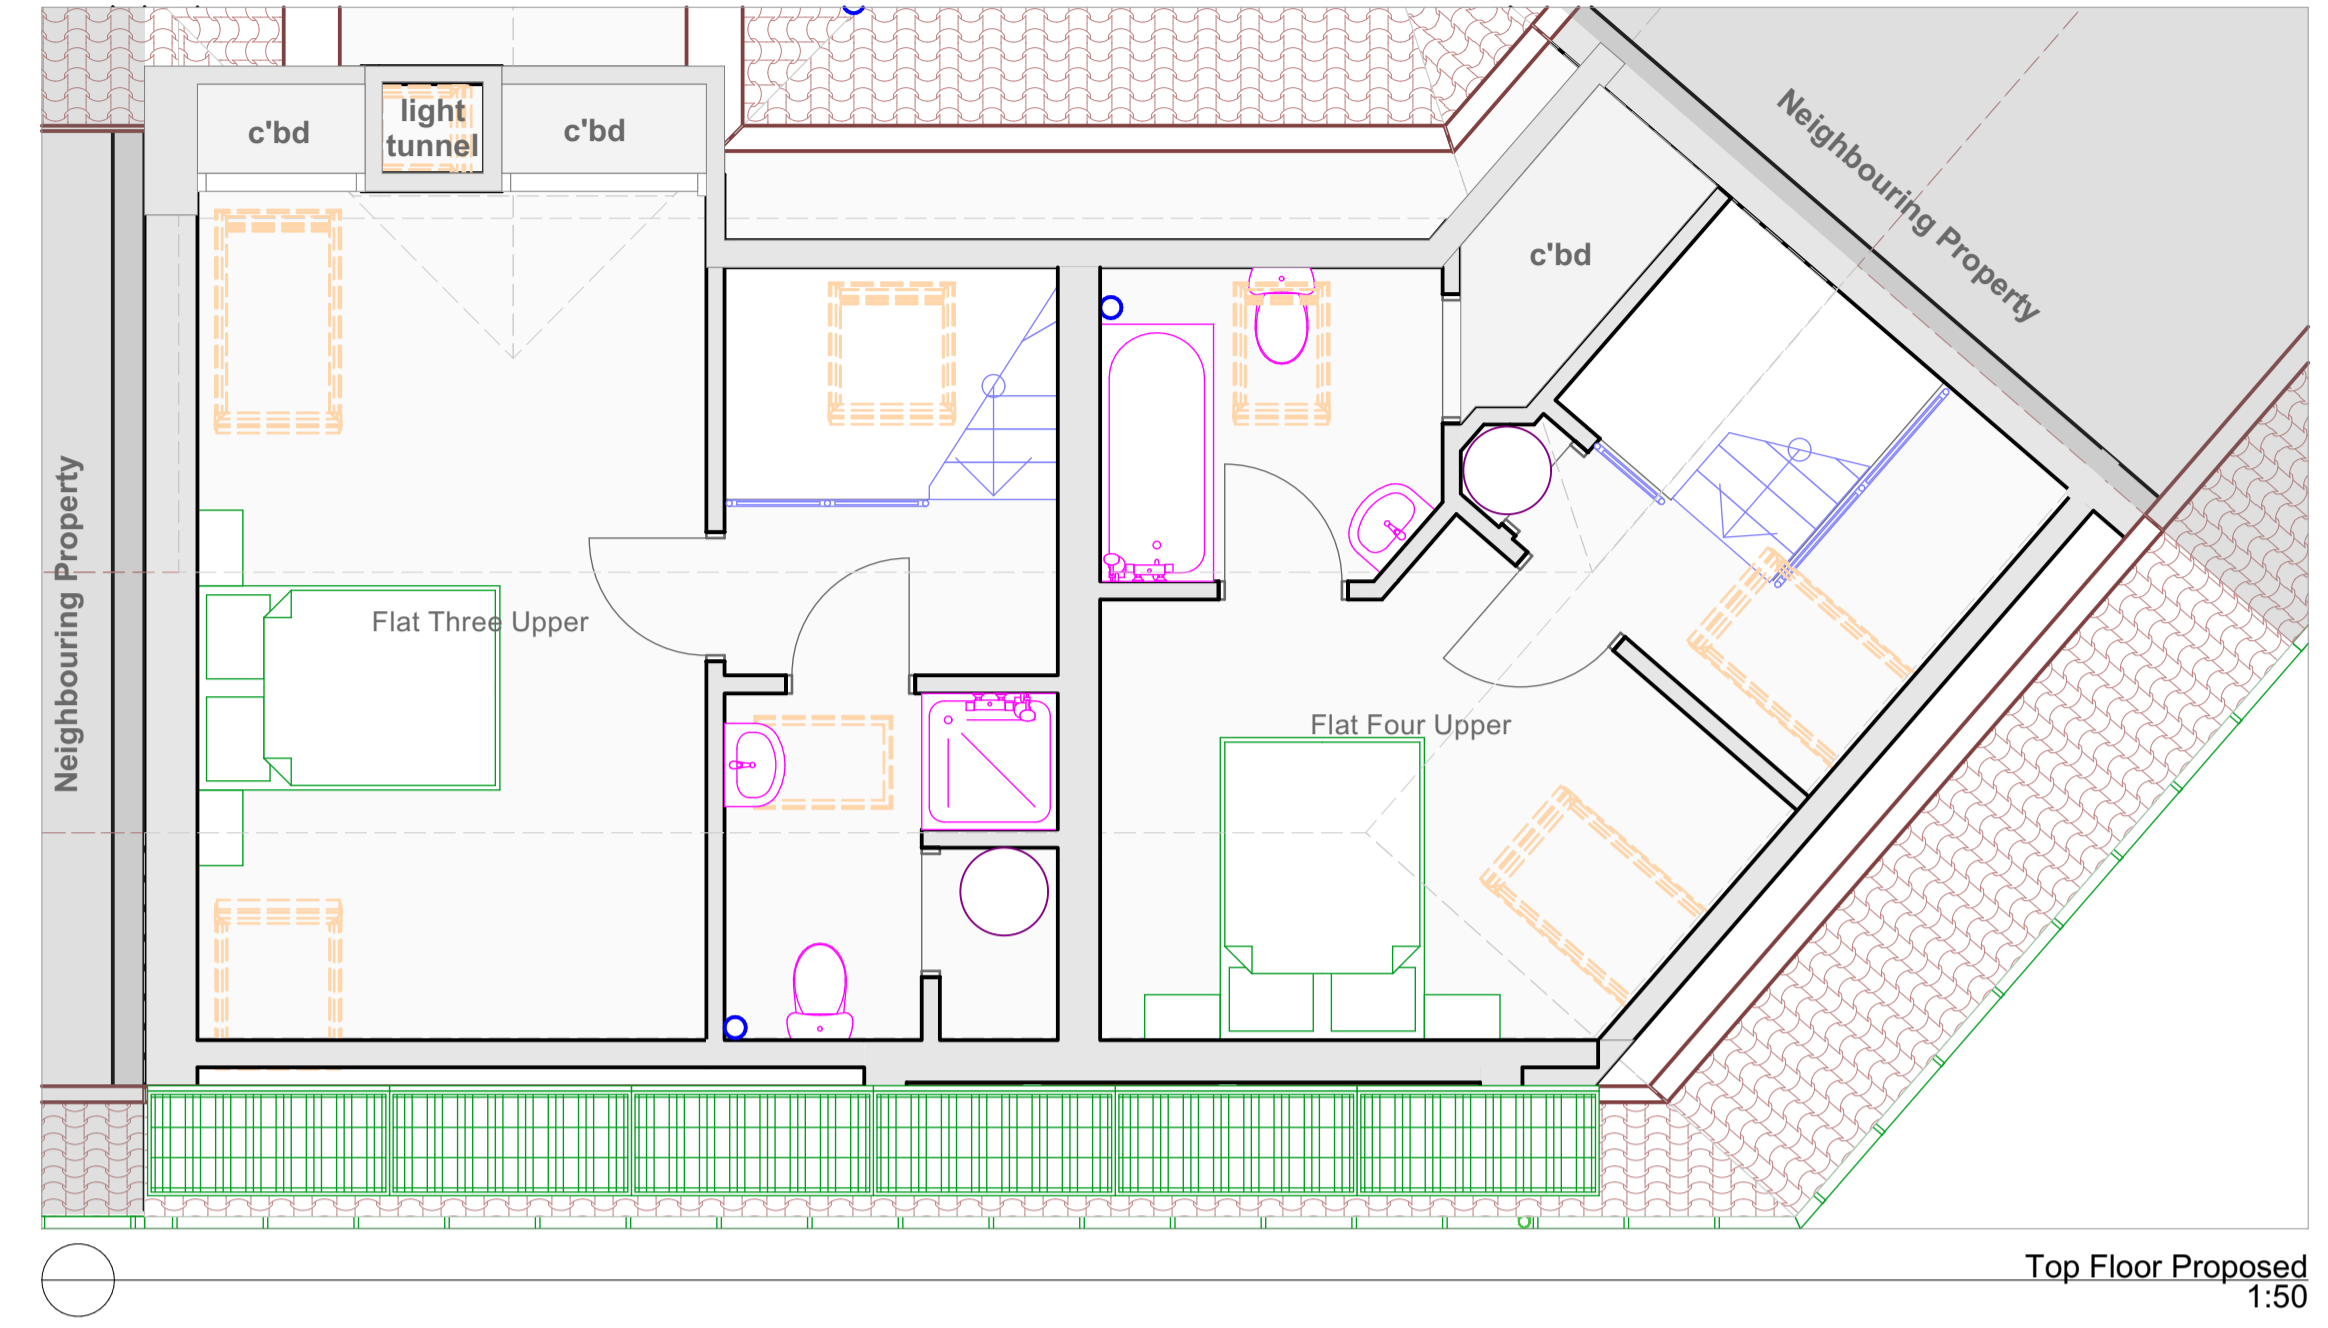 c'bd
light
tunnel
c'bd
c'bd
Neighbouring Property
Neighbouring Property
Flat Three Upper
Flat Four Upper
Top Floor Proposed
1:50